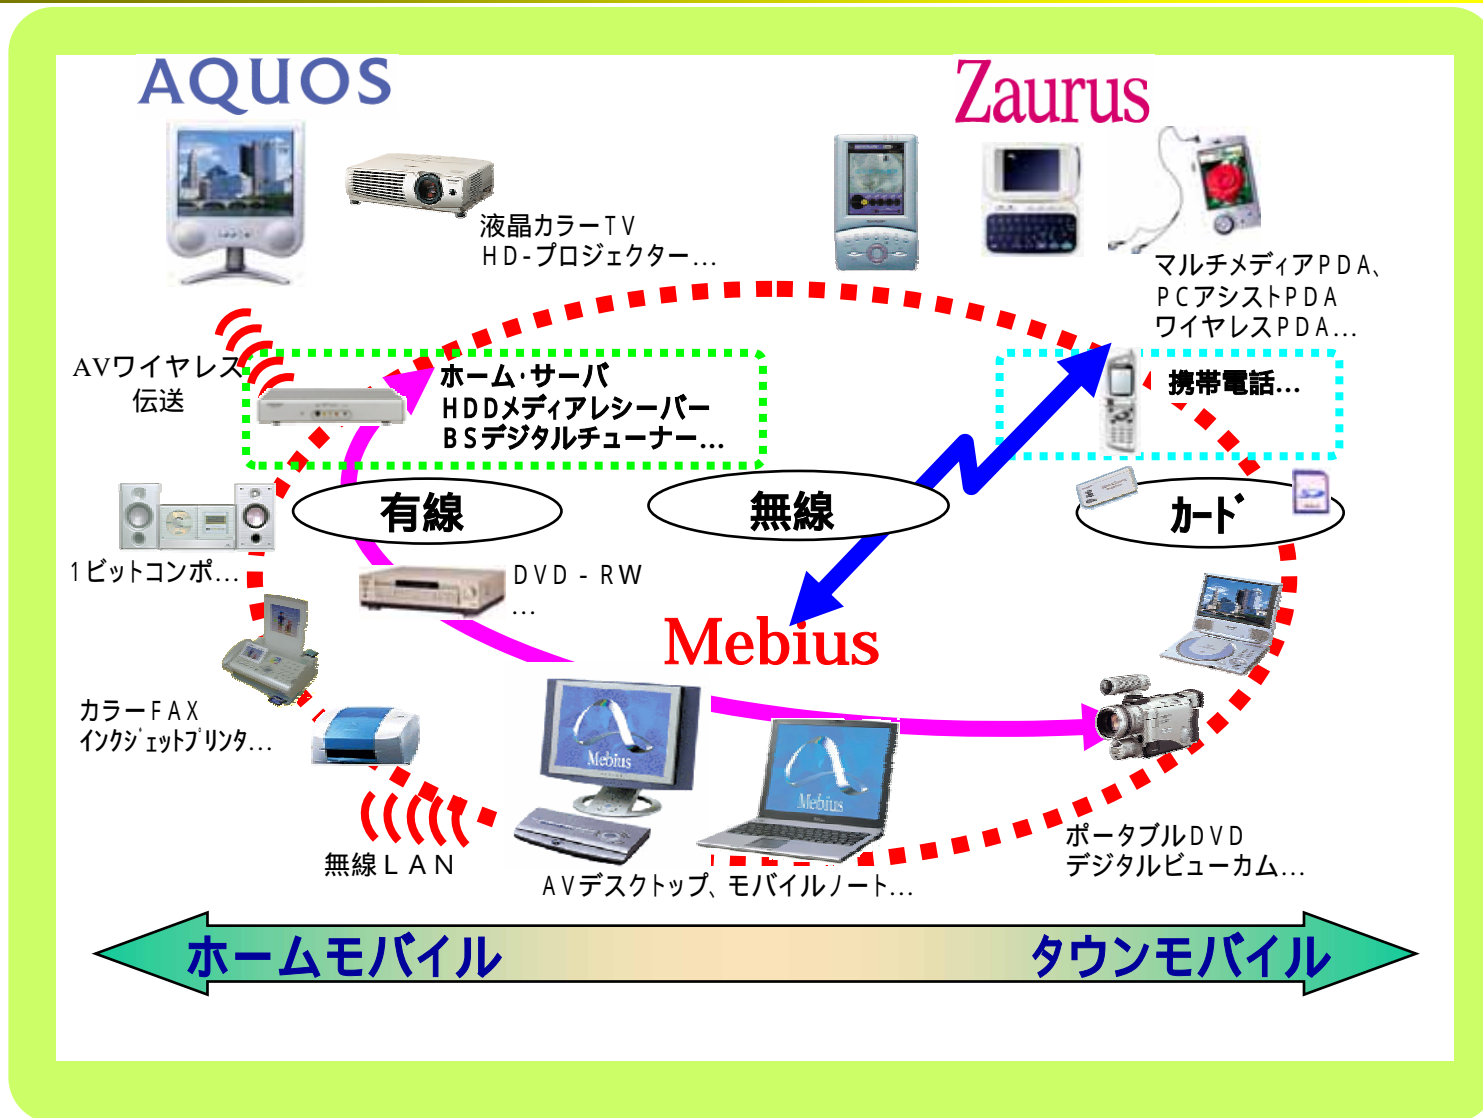 AQUOS
Zaurus
液晶カラーTV
HD-プロジェクター...
マルチメディアPDA、
PCアシストPDA
ワイヤレスPDA...
AVワイヤレス
伝送
ホーム・サーバ
HDDメディアレシーバー
BSデジタルチューナー...
携帯電話...
有線
無線
カード
1ビットコンポ...
DVD-RW
...
Mebius
カラーFAX
インクジェットプリンタ...
Mebius
Mebius
無線LAN
AVデスクトップ、モバイルノート...
ポータブルDVD
デジタルビューカム...
ホームモバイル
タウンモバイル